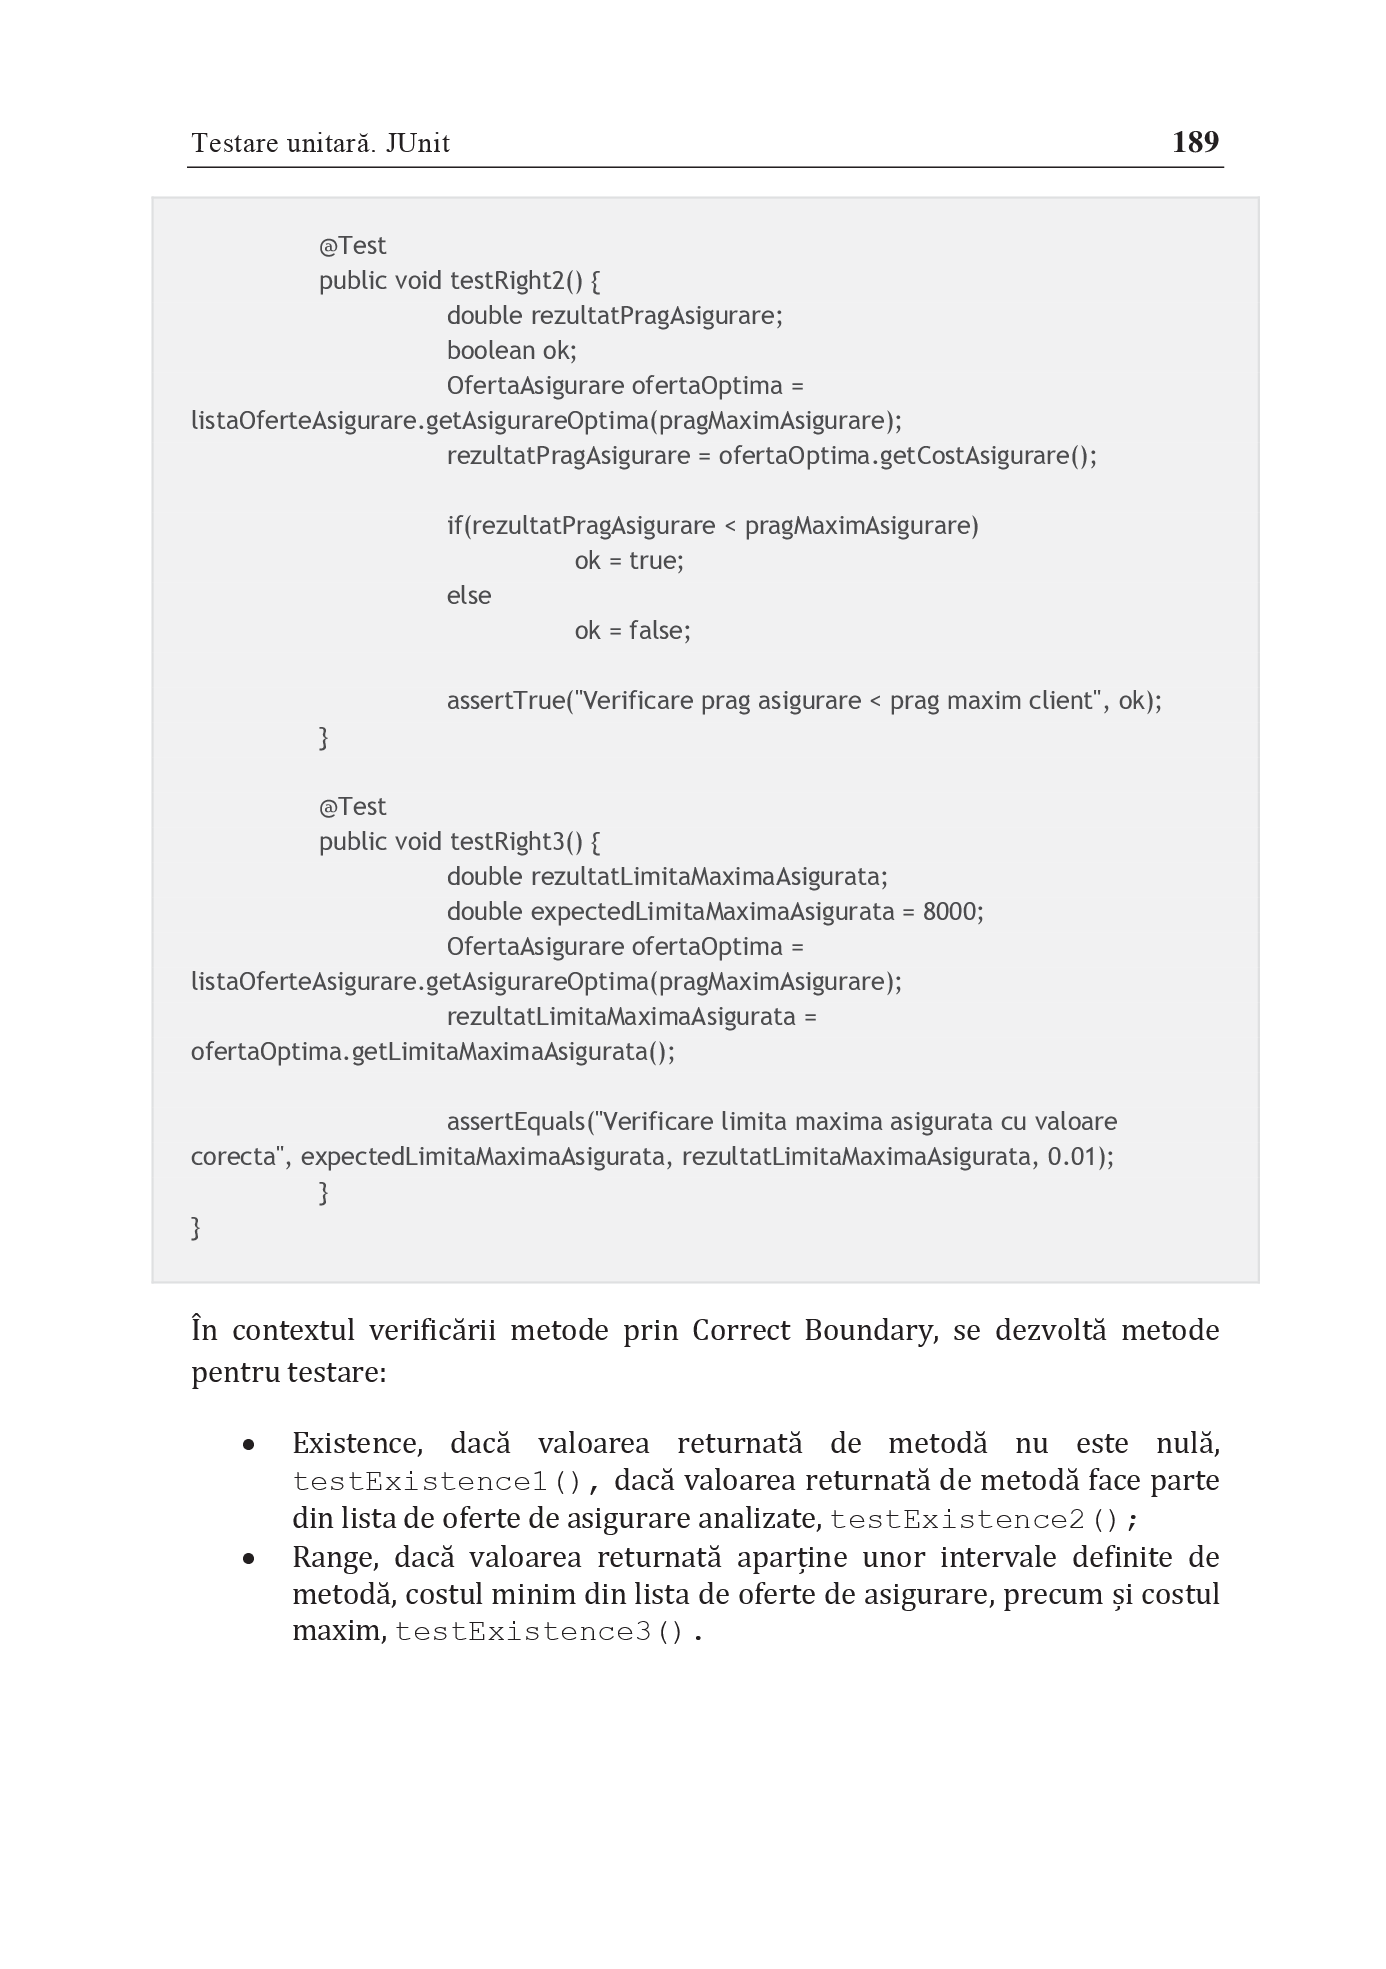 Testare unitară. JUnit 189
@Test
public void testRight2() {
double rezultatPragAsigurare;
boolean ok;
OfertaAsigurare ofertaOptima =
listaOferteAsigurare.getAsigurareOptima(pragMaximAsigurare);
rezultatPragAsigurare = ofertaOptima.getCostAsigurare();
if(rezultatPragAsigurare < pragMaximAsigurare)
ok = true;
else
ok = false;
assertTrue("Verificare prag asigurare < prag maxim client", ok);
}
@Test
public void testRight3() {
double rezultatLimitaMaximaAsigurata;
double expectedLimitaMaximaAsigurata = 8000;
OfertaAsigurare ofertaOptima =
listaOferteAsigurare.getAsigurareOptima(pragMaximAsigurare);
rezultatLimitaMaximaAsigurata =
ofertaOptima.getLimitaMaximaAsigurata();
assertEquals("Verificare limita maxima asigurata cu valoare
corecta", expectedLimitaMaximaAsigurata, rezultatLimitaMaximaAsigurata, 0.01);
}
}
În contextul verificării metode prin Correct Boundary, se dezvoltă metode
pentru testare:
• Existence, dacă valoarea returnată de metodă nu este nulă,
testExistence1(), dacă valoarea returnată de metodă face parte
din lista de oferte de asigurare analizate, testExistence2();
• Range, dacă valoarea returnată aparține unor intervale definite de
metodă, costul minim din lista de oferte de asigurare, precum și costul
maxim, testExistence3().